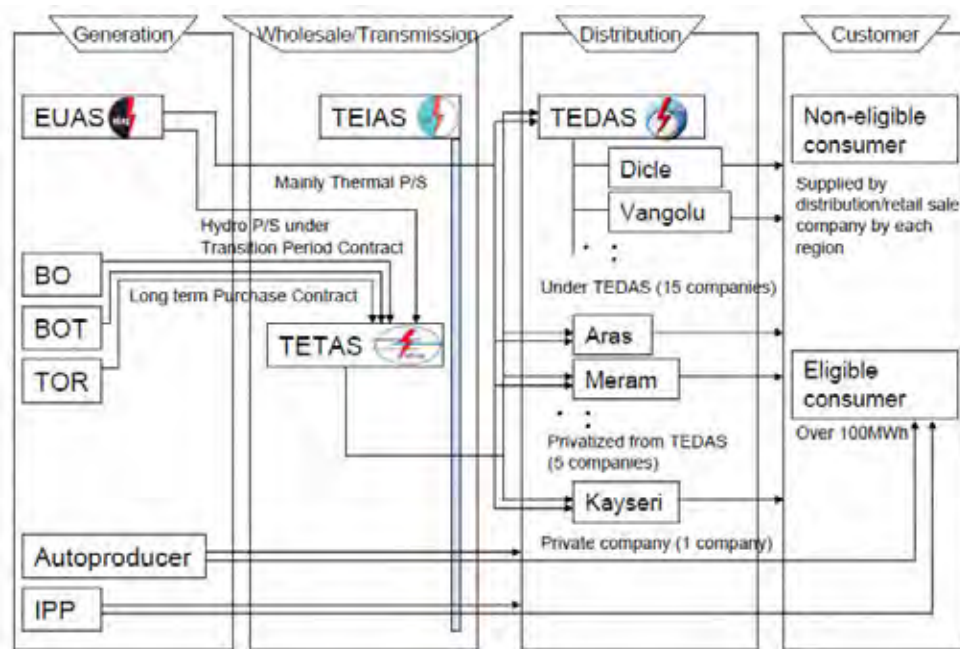 Generation
Wholesale/Transmission
Distribution
Customer
EUAS
TEIAS
TEDAS
Non-eligible
consumer
Mainly Thermal P/S
Dicle
Vangolu
Supplied by
distribution/retail sale
company by each
region
Hydro P/S under
Transition Period Contract
BO
Long term Purchase Contract
Under TEDAS (15 companies)
BOT
TETAS
Aras
TOR
Meram
Eligible
consumer
Over 100MWh
Privatized from TEDAS
(5 companies)
Kayseri
Private company (1 company)
Autoproducer
IPP